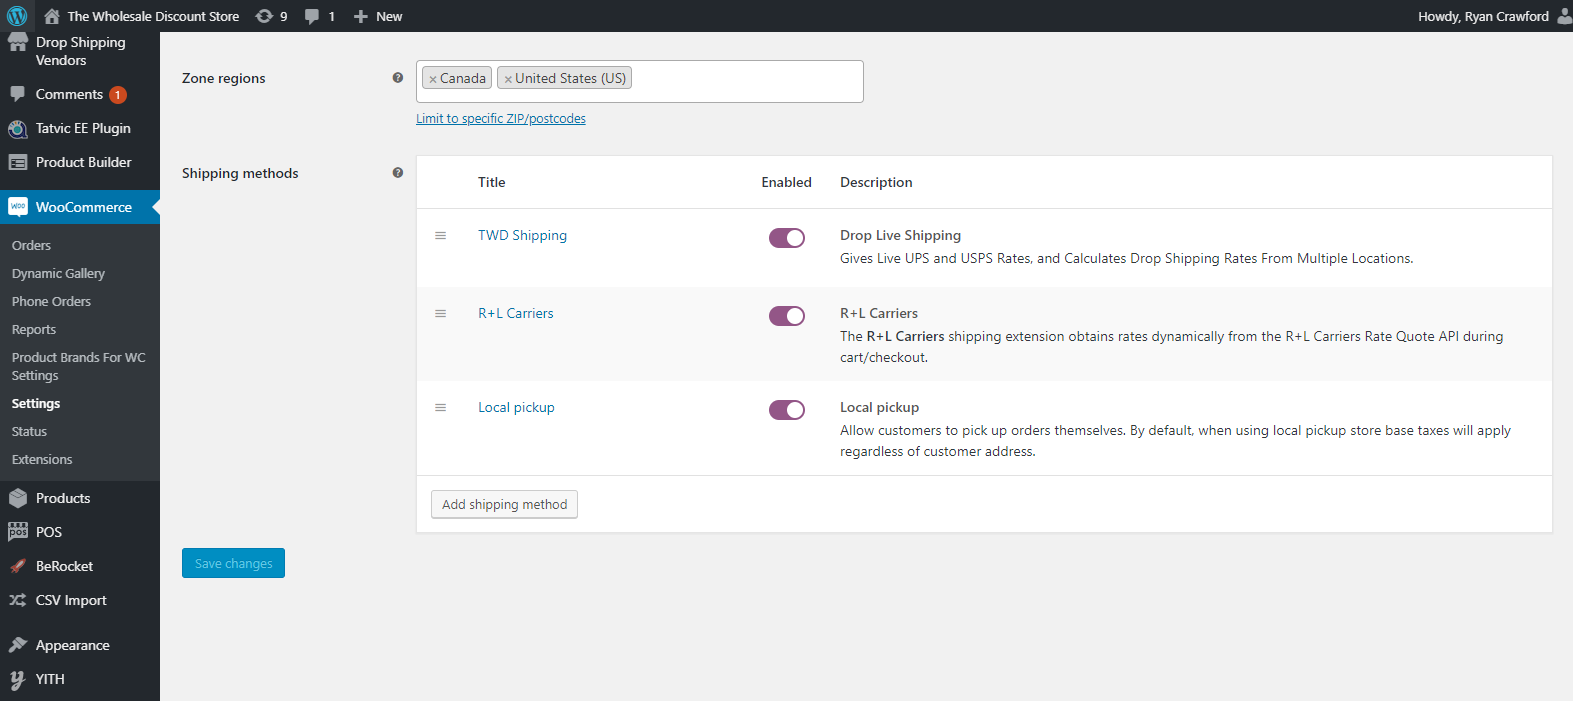 The Wholesale Discount Store 9 1 + New Howdy, Ryan Crawford
Drop Shipping
Vendors
Comments 1
Tatvic EE Plugin
Product Builder
WOO WooCommerce
Orders
Dynamic Gallery
Phone Orders
Reports
Product Brands For WC
Settings
Settings
Status
Extensions
Products
POS POS
BeRocket
CSV Import
Appearance
YITH
Zone regions ?
× Canada × United States (US)
Limit to specific ZIP/postcodes
Shipping methods ?
Title Enabled Description
TWD Shipping Drop Live Shipping
Gives Live UPS and USPS Rates, and Calculates Drop Shipping Rates From Multiple Locations.
R+L Carriers R+L Carriers
The R+L Carriers shipping extension obtains rates dynamically from the R+L Carriers Rate Quote API during
cart/checkout.
Local pickup Local pickup
Allow customers to pick up orders themselves. By default, when using local pickup store base taxes will apply
regardless of customer address.
Add shipping method
Save changes